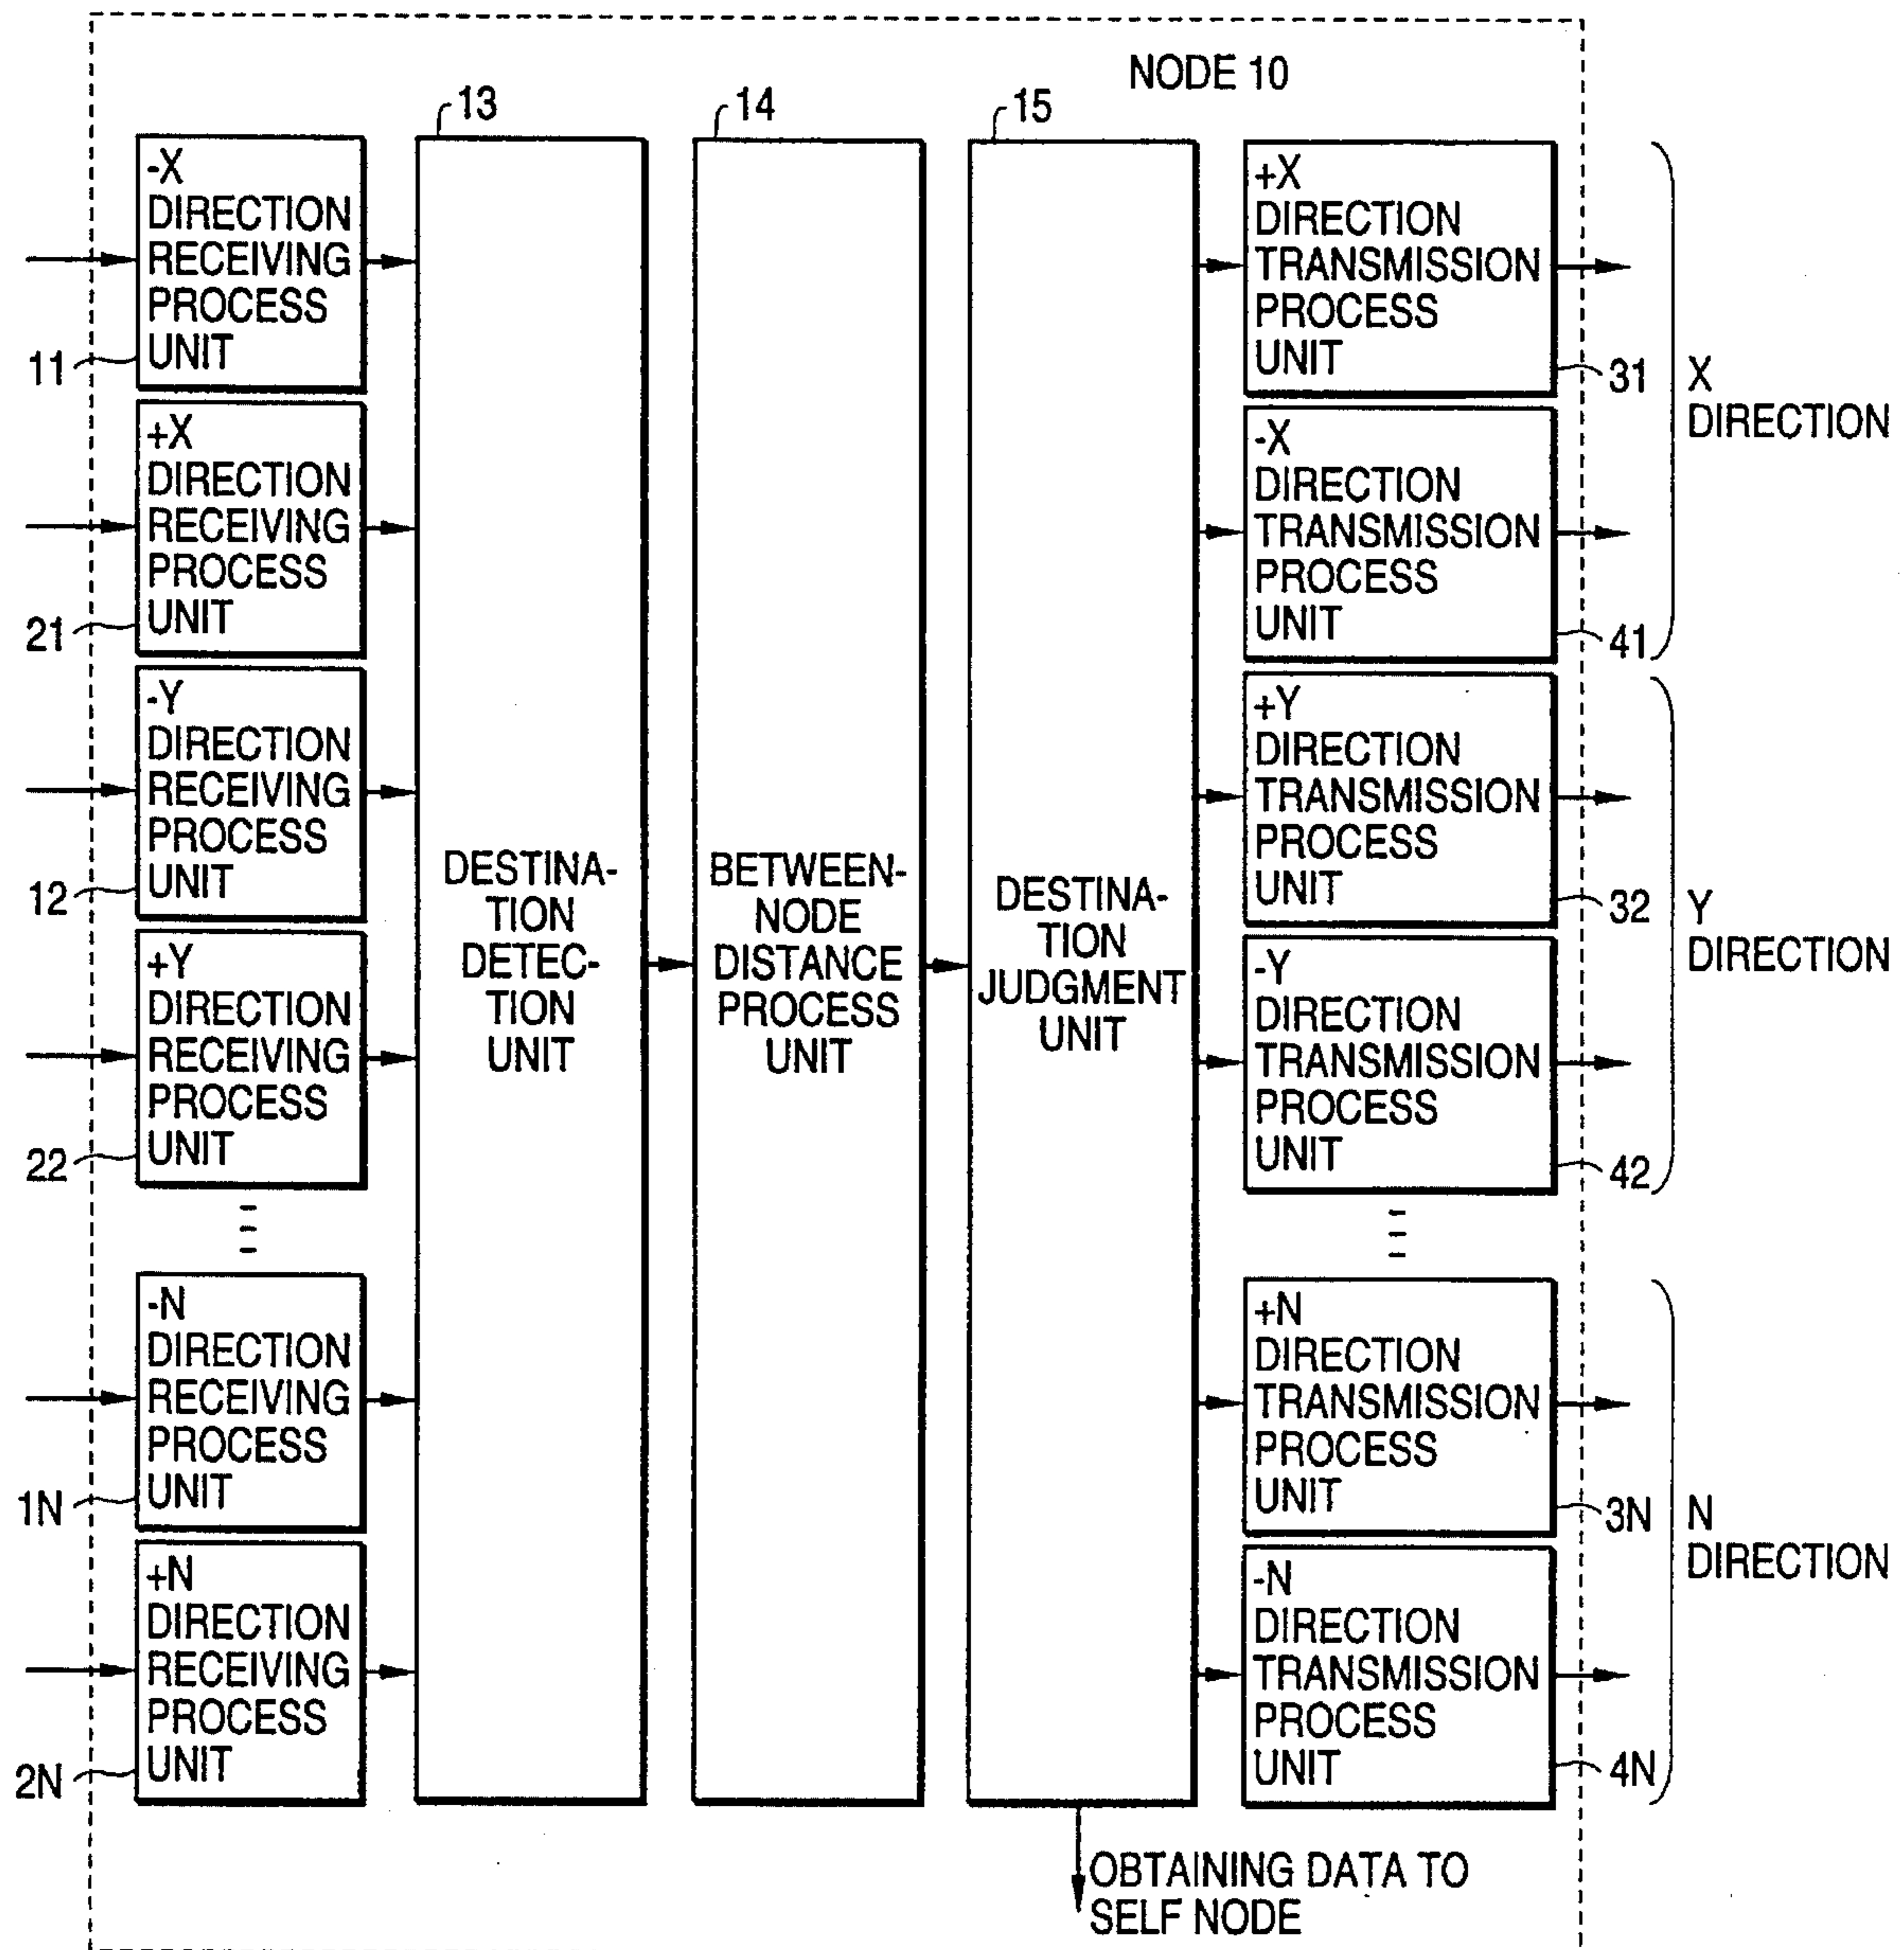 NODE 10
13
14
15
-X
DIRECTION
RECEIVING
PROCESS
UNIT
11
+X
DIRECTION
RECEIVING
PROCESS
UNIT
21
-Y
DIRECTION
RECEIVING
PROCESS
UNIT
12
+Y
DIRECTION
RECEIVING
PROCESS
UNIT
22
-N
DIRECTION
RECEIVING
PROCESS
UNIT
1N
+N
DIRECTION
RECEIVING
PROCESS
UNIT
2N
DESTINA-
TION
DETEC-
TION
UNIT
BETWEEN-
NODE
DISTANCE
PROCESS
UNIT
DESTINA-
TION
JUDGMENT
UNIT
+X
DIRECTION
TRANSMISSION
PROCESS
UNIT
31
-X
DIRECTION
TRANSMISSION
PROCESS
UNIT
41
X
DIRECTION
+Y
DIRECTION
TRANSMISSION
PROCESS
UNIT
32
-Y
DIRECTION
TRANSMISSION
PROCESS
UNIT
42
Y
DIRECTION
+N
DIRECTION
TRANSMISSION
PROCESS
UNIT
3N
-N
DIRECTION
TRANSMISSION
PROCESS
UNIT
4N
N
DIRECTION
OBTAINING DATA TO
SELF NODE